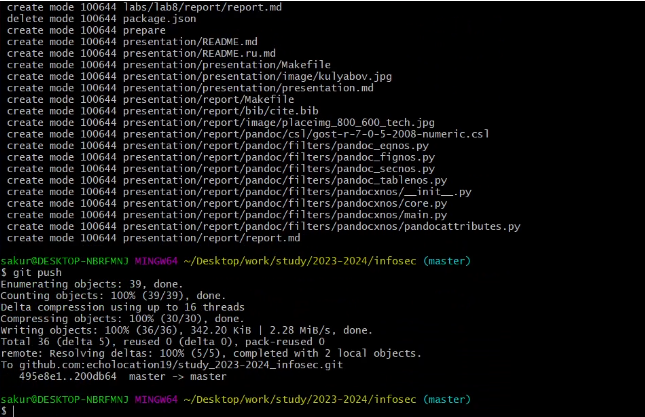 create mode 100644 labs/lab8/report/report.md
delete mode 100644 package.json
create mode 100644 prepare
create mode 100644 presentation/README.md
create mode 100644 presentation/README.ru.md
create mode 100644 presentation/presentation/Makefile
create mode 100644 presentation/presentation/image/kulyabov.jpg
create mode 100644 presentation/presentation/presentation.md
create mode 100644 presentation/report/Makefile
create mode 100644 presentation/report/bib/cite.bib
create mode 100644 presentation/report/image/placeimg_800_600_tech.jpg
create mode 100644 presentation/report/pandoc/csl/gost-r-7-0-5-2008-numeric.csl
create mode 100644 presentation/report/pandoc/filters/pandoc_eqnos.py
create mode 100644 presentation/report/pandoc/filters/pandoc_fignos.py
create mode 100644 presentation/report/pandoc/filters/pandoc_secnos.py
create mode 100644 presentation/report/pandoc/filters/pandoc_tablenos.py
create mode 100644 presentation/report/pandoc/filters/pandocxnos/__init__.py
create mode 100644 presentation/report/pandoc/filters/pandocxnos/core.py
create mode 100644 presentation/report/pandoc/filters/pandocxnos/main.py
create mode 100644 presentation/report/pandoc/filters/pandocxnos/pandocattributes.py
create mode 100644 presentation/report/report.md
sakur@DESKTOP-NBRFMNJ MINGW64 ~/Desktop/work/study/2023-2024/infosec (master)
$ git push
Enumerating objects: 39, done.
Counting objects: 100% (39/39), done.
Delta compression using up to 16 threads
Compressing objects: 100% (30/30), done.
Writing objects: 100% (36/36), 342.20 KiB | 2.28 MiB/s, done.
Total 36 (delta 5), reused 0 (delta 0), pack-reused 0
remote: Resolving deltas: 100% (5/5), completed with 2 local objects.
To github.com:echolocation19/study_2023-2024_infosec.git
495e8e1..200db64 master -> master
sakur@DESKTOP-NBRFMNJ MINGW64 ~/Desktop/work/study/2023-2024/infosec (master)
$